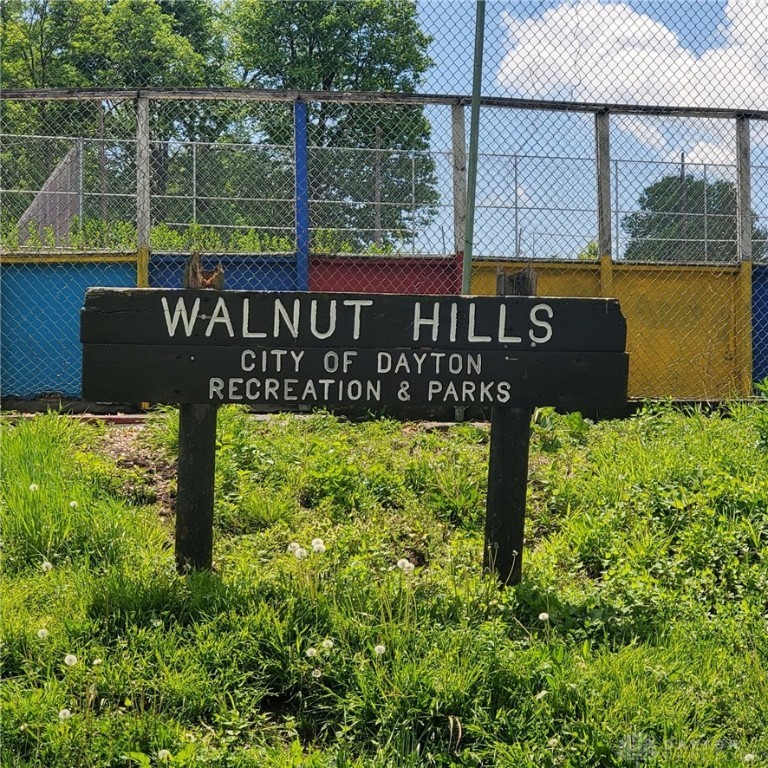 WALNUT HILLS
CITY OF DAYTON
RECREATION & PARKS